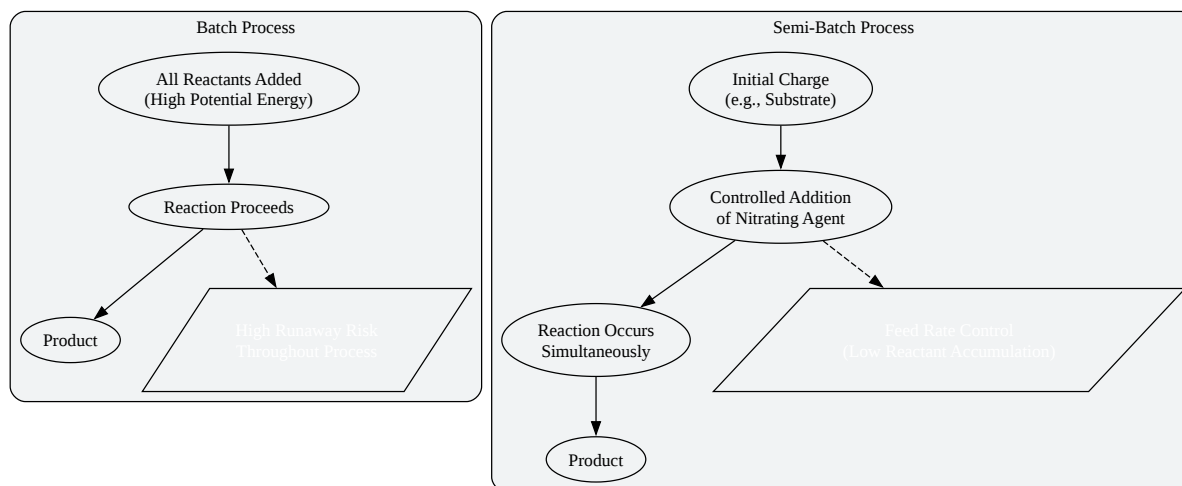 Batch Process
All Reactants Added
(High Potential Energy)
Reaction Proceeds
Product
High Runaway Risk
Throughout Process
Semi-Batch Process
Initial Charge
(e.g., Substrate)
Controlled Addition
of Nitrating Agent
Reaction Occurs
Simultaneously
Feed Rate Control
(Low Reactant Accumulation)
Product